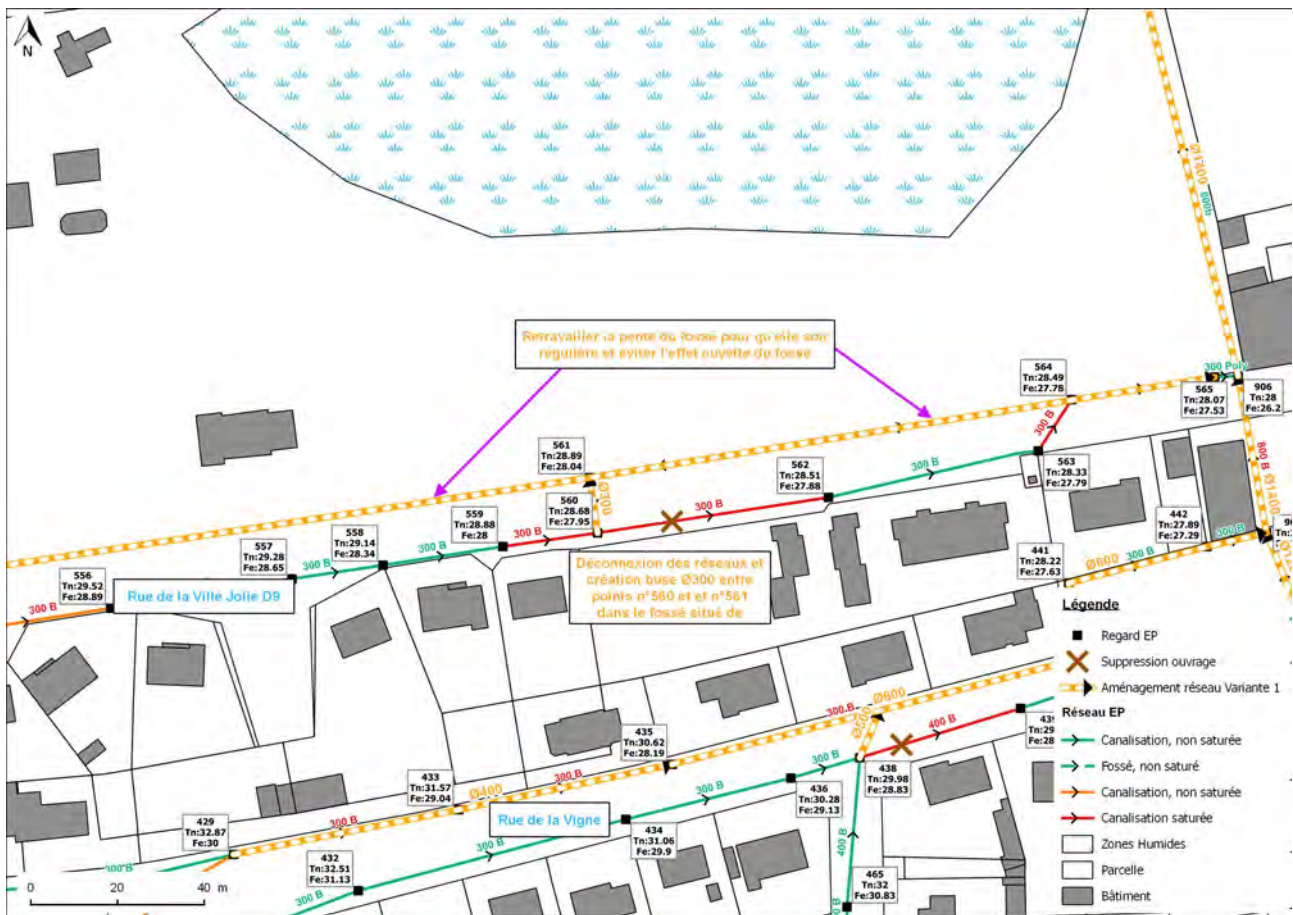 N
Ø1200
800B
Retravailler la pente du fossé pour qu'elle soit
régulière et éviter l'effet cuvette du fossé
564
Tn:28.49
Fe:27.78
300 Poly
565
Tn:28.07
Fe:27.53
906
Tn:28
Fe:26.2
561
Tn:28.89
Fe:28.04
300 B
562
Tn:28.51
Fe:27.88
300 B
563
Tn:28.33
Fe:27.79
800 B
Ø1400
560
Tn:28.68
Fe:27.95
Ø300
300 B
559
Tn:28.88
Fe:28
300 B
558
Tn:29.14
Fe:28.34
300 B
557
Tn:29.28
Fe:28.65
300 B
442
Tn:27.89
Fe:27.29
300 B
441
Tn:28.22
Fe:27.63
Ø600
300 B
556
Tn:29.52
Fe:28.89
300 B
Rue de la Ville Jolie D9
Déconnexion des réseaux et
création buse Ø300 entre
points n°560 et et n°561
dans le fossé situé de
Légende
Regard EP
Suppression ouvrage
Aménagement réseau Variante 1
Réseau EP
Canalisation, non saturée
Fossé, non saturé
Canalisation, non saturée
Canalisation saturée
Zones Humides
Parcelle
Bâtiment
300 B
Ø600
Ø500
400 B
435
Tn:30.62
Fe:28.19
438
Tn:29.98
Fe:28.83
300 B
433
Tn:31.57
Fe:29.04
Ø400
300 B
436
Tn:30.28
Fe:29.13
300 B
Rue de la Vigne
434
Tn:31.06
Fe:29.9
429
Tn:32.87
Fe:30
300 B
300 B
300 B
432
Tn:32.51
Fe:31.13
400 B
465
Tn:32
Fe:30.83
0 20 40 m